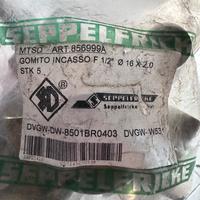 SEPPELFRICKE
MTSO ART.856999A
GOMITO INCASSO F 1/2" Ø 16 X 2,0
STK 5
SEPPELFRICKE
DVGW-DW-8501BR0403 DVGW-W53
SEPPELFRICKE